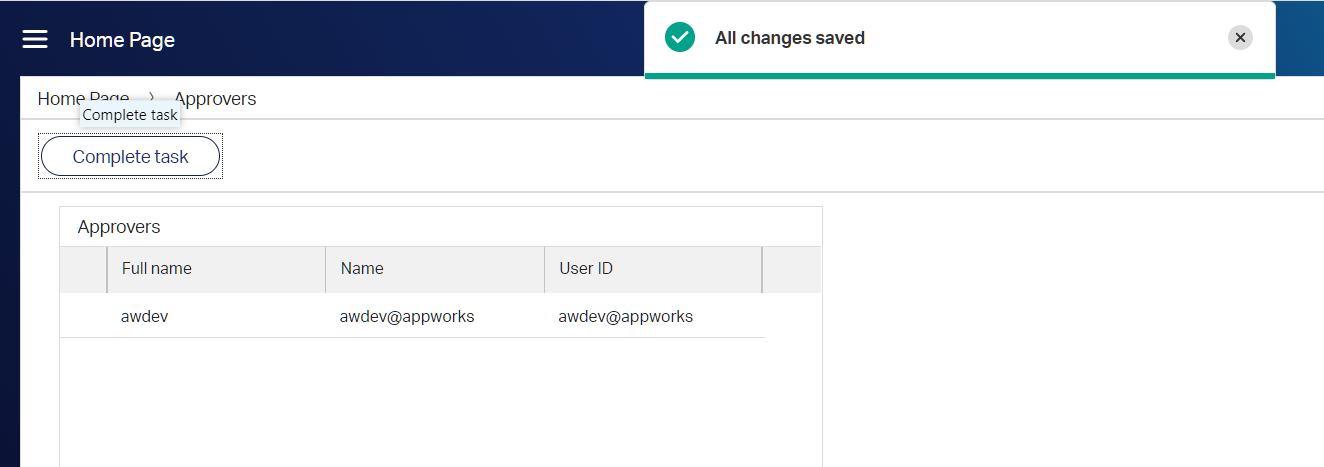 Home Page
All changes saved
Home Page > Approvers
Complete task
Complete task
Approvers
Full name Name User ID
awdev awdev@appworks awdev@appworks